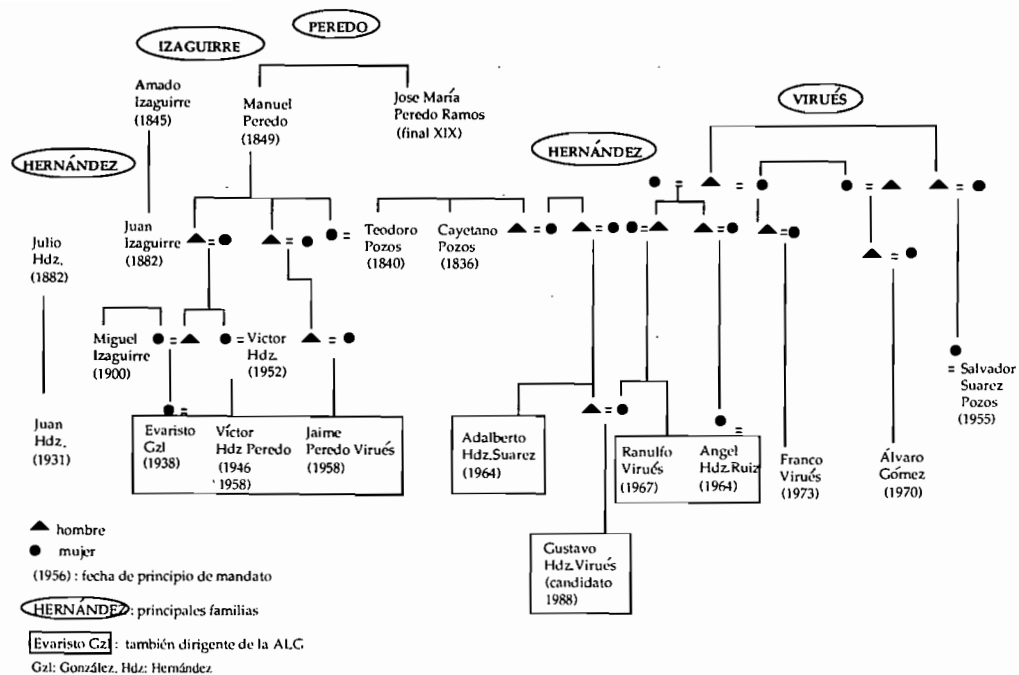 PEREDO
IZAGUIRRE
Amado
Izaguirre
(1845)
Manuel
Peredo
(1849)
Jose María
Peredo Ramos
(final XIX)
VIRUÉS
HERNÁNDEZ
HERNÁNDEZ
Julio
Hdz.
(1882)
Juan
Izaguirre
(1882)
=
=
=
Teodoro
Pozos
(1840)
Cayetano
Pozos
(1836)
=
=
=
=
=
=
=
=
=
=
Miguel
Izaguirre
(1900)
=
=
Victor
Hdz.
(1952)
=
Juan
Hdz.
(1931)
=
Evaristo
Gzl
(1938)
Víctor
Hdz Peredo
(1946
1958)
Jaime
Peredo Virués
(1958)
Adalberto
Hdz.Suarez
(1964)
=
Ranulfo
Virués
(1967)
=
Angel
Hdz.Ruiz
(1964)
Franco
Virués
(1973)
Álvaro
Gómez
(1970)
= Salvador
Suarez
Pozos
(1955)
Gustavo
Hdz.Virués
(candidato
1988)
hombre
mujer
(1956) : fecha de principio de mandato
HERNÁNDEZ : principales familias
Evaristo Gzl : también dirigente de la ALG
Gzl: González, Hdz: Hernández